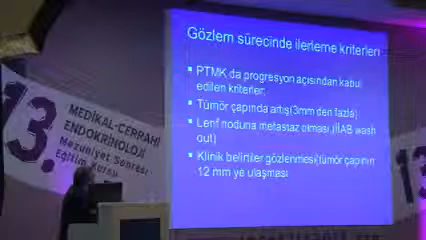 Gözlem sürecinde ilerleme kriterleri
PTMK da progresyon açısından kabul
edilen kriterler;
Tümör çapında artış(3mm den fazla)
Lenf noduna metastaz olması,(İİAB wash
out)
Klinik belirtiler gözlenmesi(tümör çapının
12 mm ye ulaşması
13.
MEDİKAL-CERRAHİ
ENDOKRİNOLOJİ
Mezuniyet Sonrası
Eğitim Kursu
13